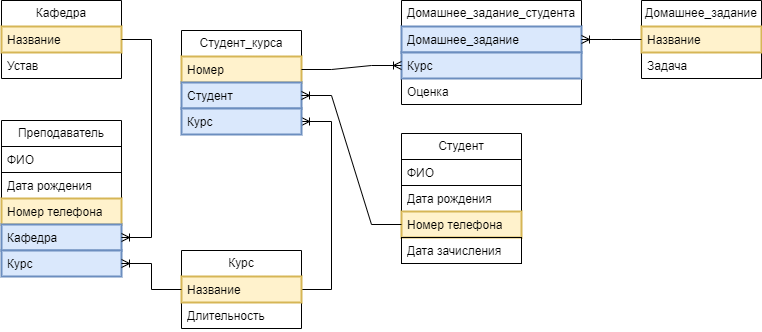 Кафедра
Название
Устав
Преподаватель
ФИО
Дата рождения
Номер телефона
Кафедра
Курс
Студент_курса
Номер
Студент
Курс
Курс
Название
Длительность
Домашнее_задание_студента
Домашнее_задание
Курс
Оценка
Студент
ФИО
Дата рождения
Номер телефона
Дата зачисления
Домашнее_задание
Название
Задача